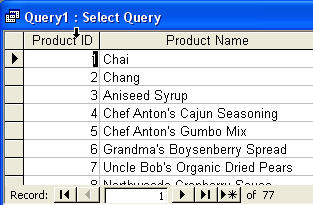 Query1 : Select Query
Product ID Product Name
1 Chai
2 Chang
3 Aniseed Syrup
4 Chef Anton's Cajun Seasoning
5 Chef Anton's Gumbo Mix
6 Grandma's Boysenberry Spread
7 Uncle Bob's Organic Dried Pears
8 Northwoods Cranberry Sauce
Record: 1 of 77